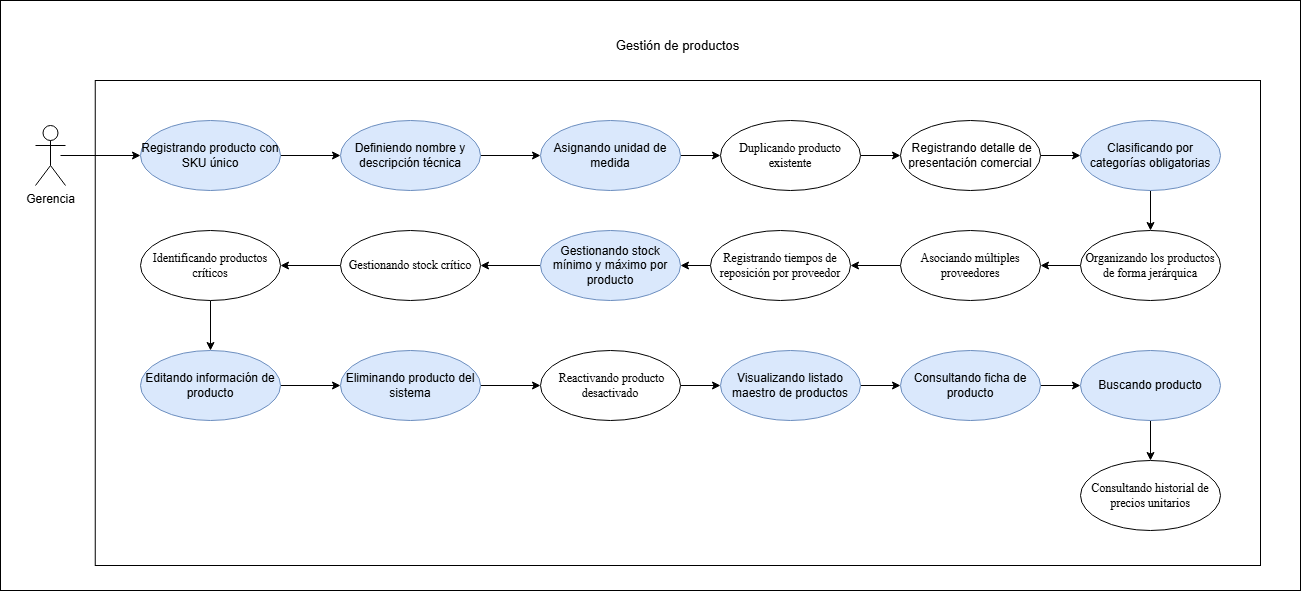 Gestión de productos
Gerencia
Registrando producto con
SKU único
Definiendo nombre y
descripción técnica
Asignando unidad de
medida
Duplicando producto
existente
Registrando detalle de
presentación comercial
Clasificando por
categorías obligatorias
Identificando productos
críticos
Gestionando stock crítico
Gestionando stock
mínimo y máximo por
producto
Registrando tiempos de
reposición por proveedor
Asociando múltiples
proveedores
Organizando los productos
de forma jerárquica
Editando información de
producto
Eliminando producto del
sistema
Reactivando producto
desactivado
Visualizando listado
maestro de productos
Consultando ficha de
producto
Buscando producto
Consultando historial de
precios unitarios